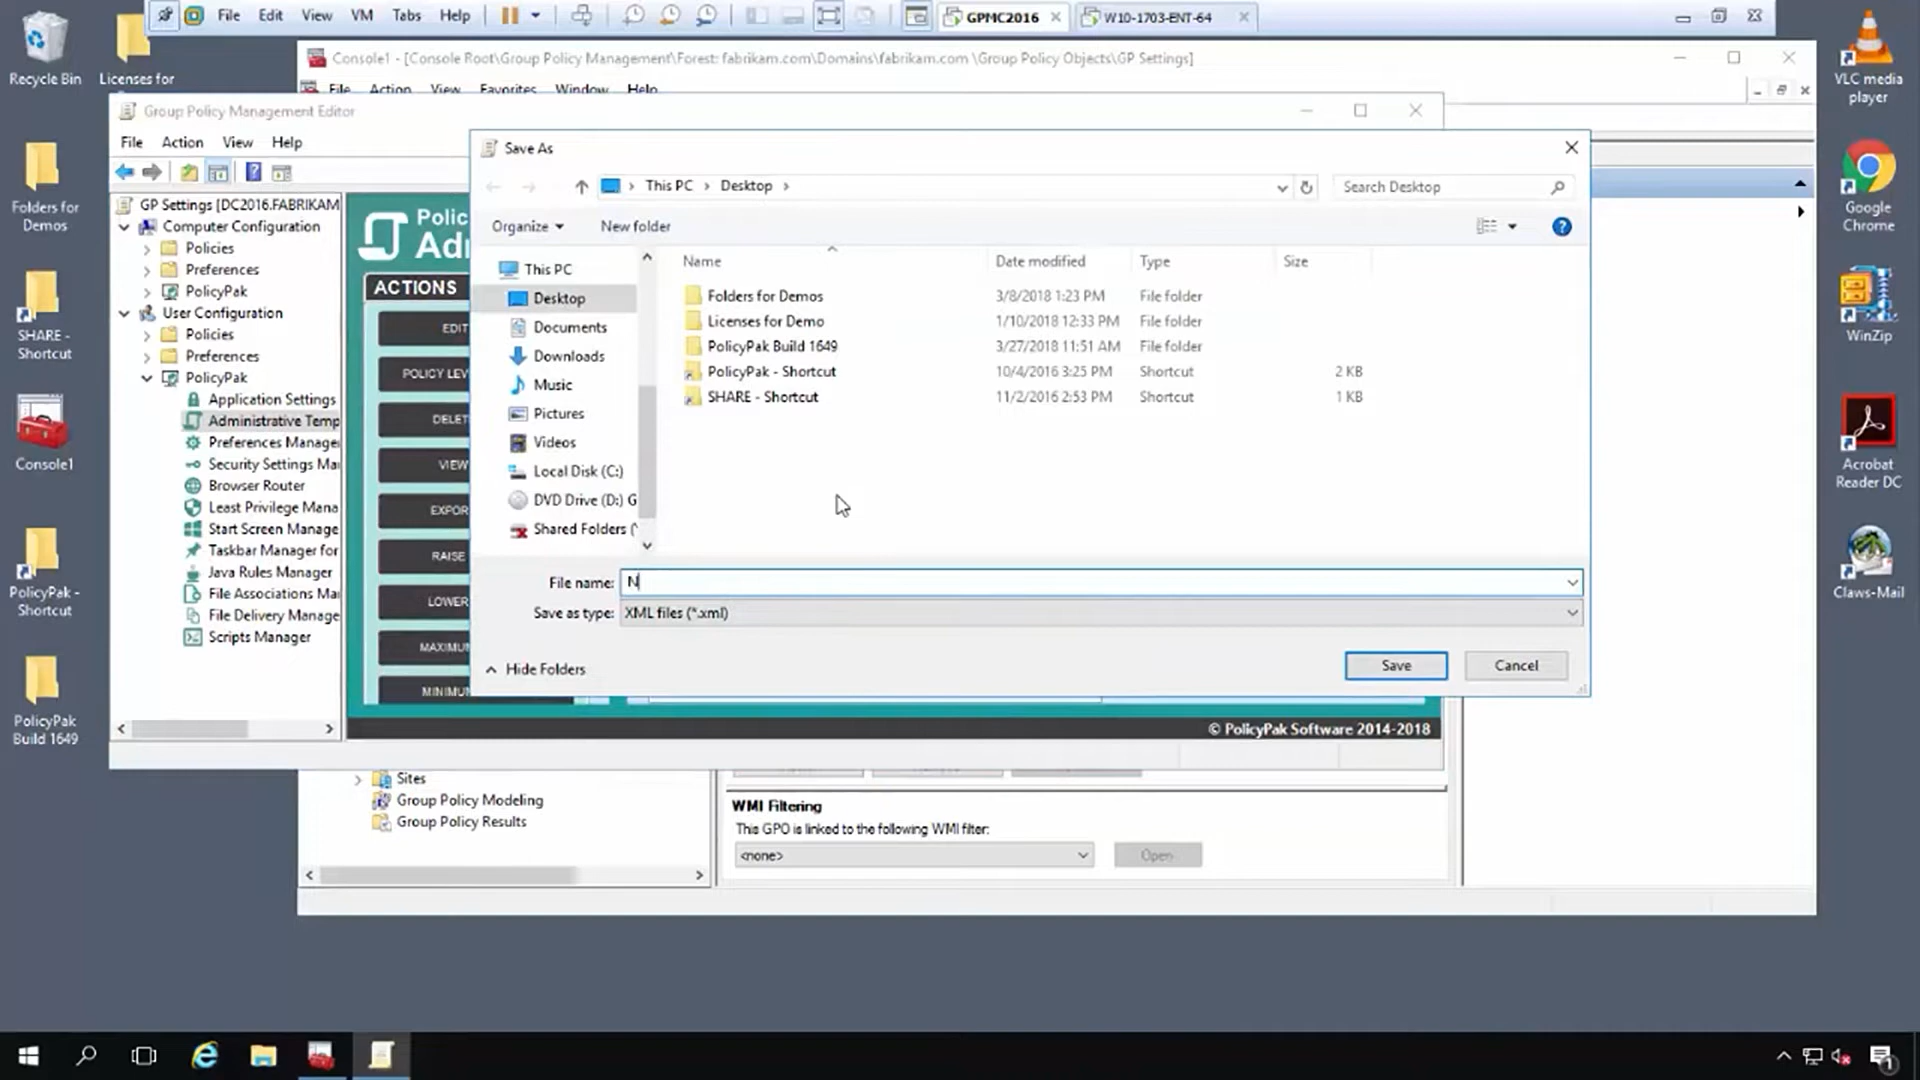 File Edit View VM Tabs Help
GPMC2016
W10-1703-ENT-64
Recycle Bin
Licenses for
Folders for
Demos
SHARE -
Shortcut
Console1
PolicyPak -
Shortcut
PolicyPak
Build 1649
VLC media
player
Google
Chrome
WinZip
Acrobat
Reader DC
Claws-Mail
Console1 - [Console Root\Group Policy Management\Forest: fabrikam.com\Domains\fabrikam.com \Group Policy Objects\GP Settings]
File Action View Favorites Window Help
Group Policy Management Editor
File Action View Help
GP Settings [DC2016.FABRIKAM
Computer Configuration
Policies
Preferences
PolicyPak
User Configuration
Policies
Preferences
PolicyPak
Application Settings
Administrative Temp
Preferences Manage
Security Settings Ma
Browser Router
Least Privilege Mana
Start Screen Manage
Taskbar Manager for
Java Rules Manager
File Associations Ma
File Delivery Manage
Scripts Manager
Polic
Ad
ACTIONS
EDIT
POLICY LEV
DELET
VIEW
EXPOR
RAISE
LOWER
MAXIMU
MINIMU
© PolicyPak Software 2014-2018
Save As
This PC > Desktop >
Search Desktop
Organize
New folder
This PC
Desktop
Documents
Downloads
Music
Pictures
Videos
Local Disk (C:)
DVD Drive (D:) G
Shared Folders (
Name Date modified Type Size
Folders for Demos 3/8/2018 1:23 PM File folder
Licenses for Demo 1/10/2018 12:33 PM File folder
PolicyPak Build 1649 3/27/2018 11:51 AM File folder
PolicyPak - Shortcut 10/4/2016 3:25 PM Shortcut 2 KB
SHARE - Shortcut 11/2/2016 2:53 PM Shortcut 1 KB
File name: N
Save as type: XML files (*.xml)
Hide Folders
Save
Cancel
Sites
Group Policy Modeling
Group Policy Results
WMI Filtering
This GPO is linked to the following WMI filter:
<none>
Open
1